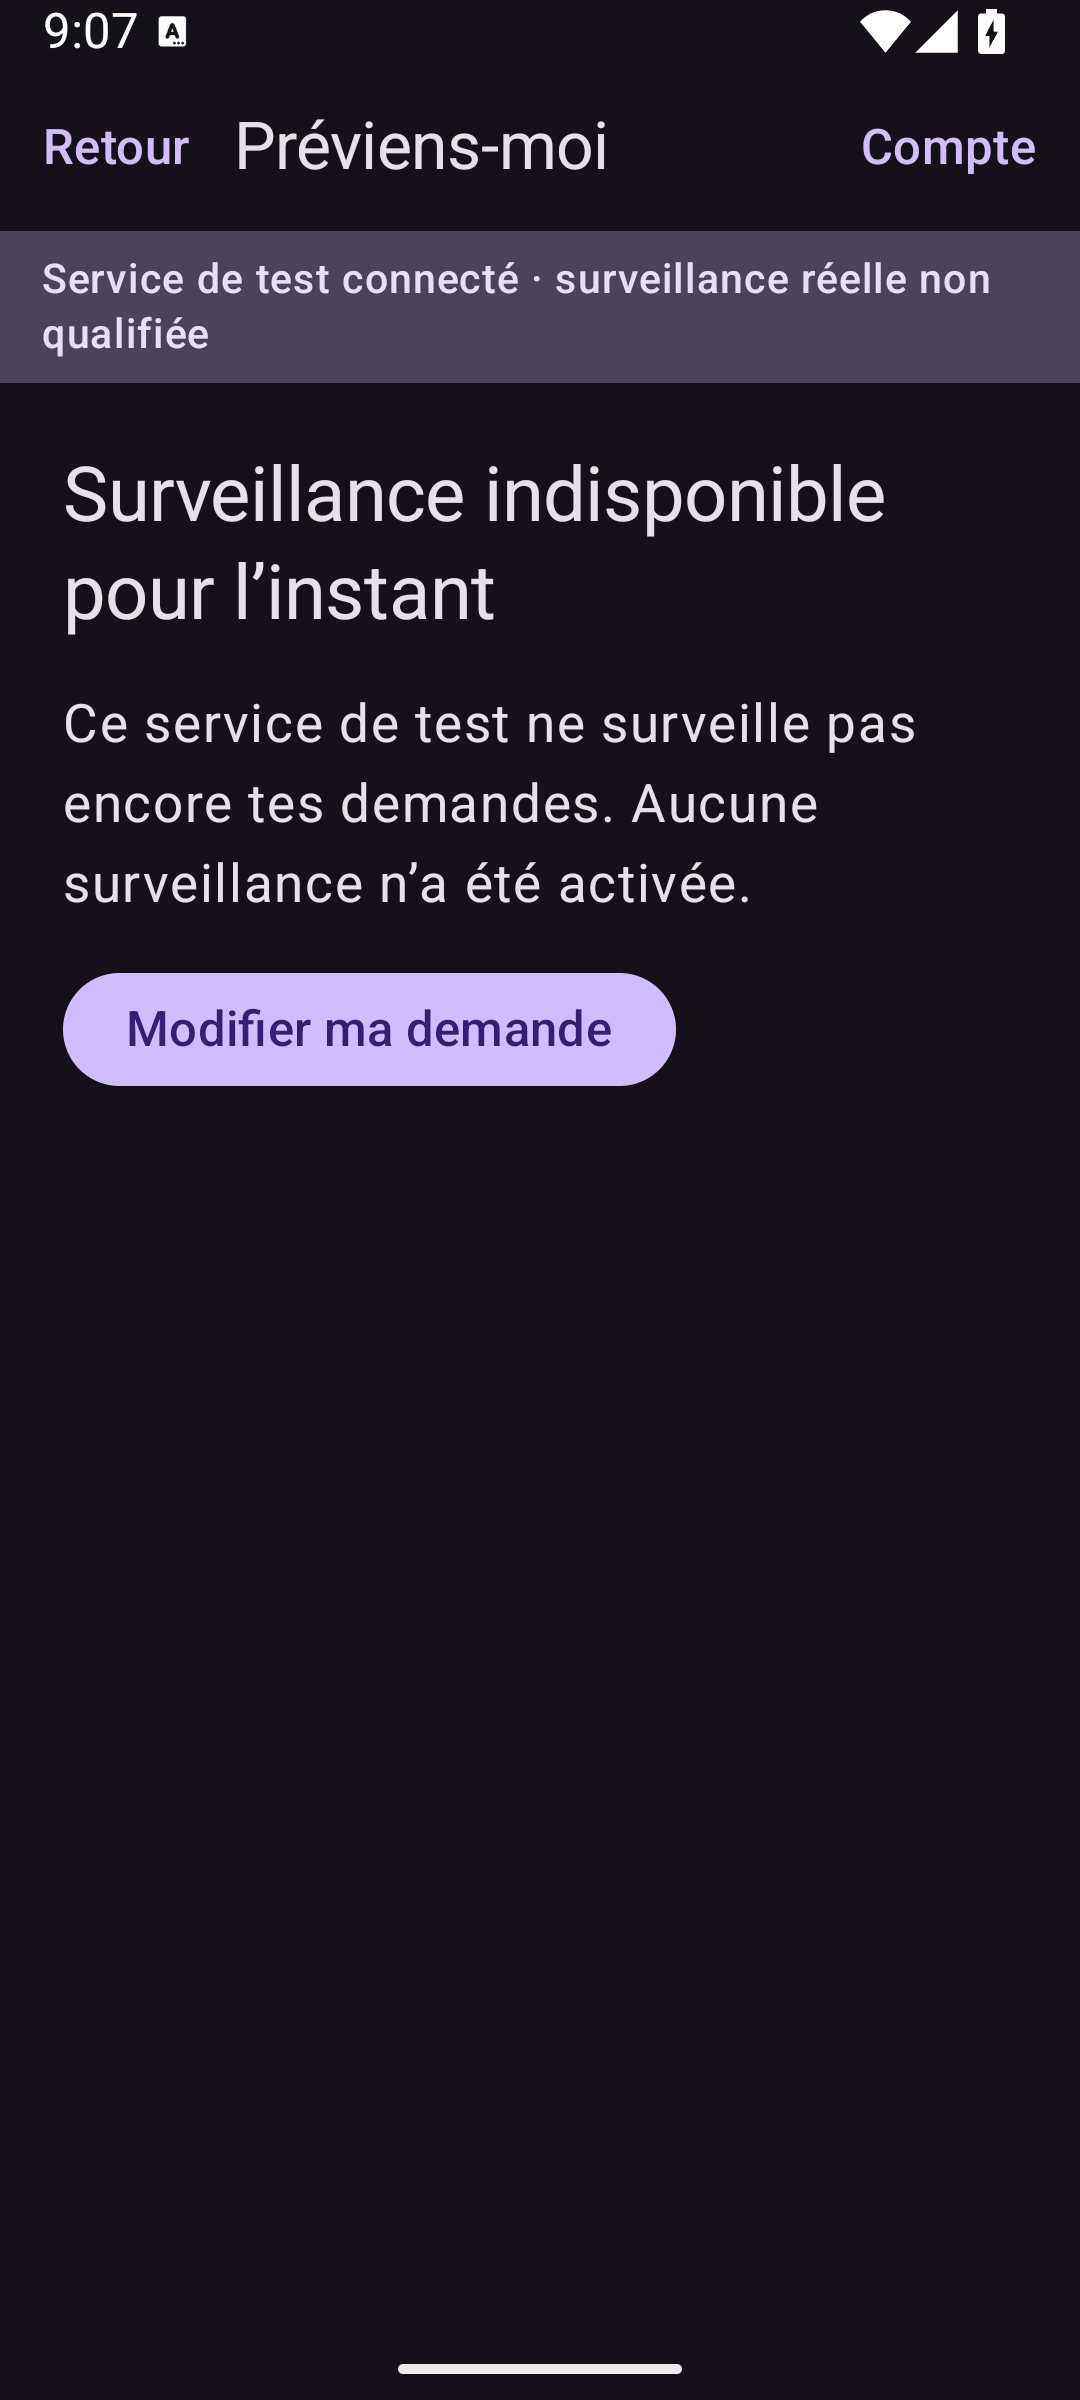 9:07
Retour Préviens-moi Compte
Service de test connecté · surveillance réelle non
qualifiée
Surveillance indisponible
pour l’instant
Ce service de test ne surveille pas
encore tes demandes. Aucune
surveillance n’a été activée.
Modifier ma demande